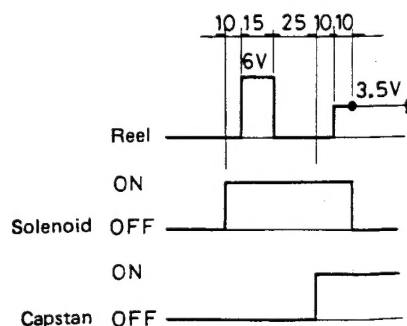 10 15 25 10 10
6V
3.5V
Reel
ON
Solenoid OFF
ON
Capstan OFF